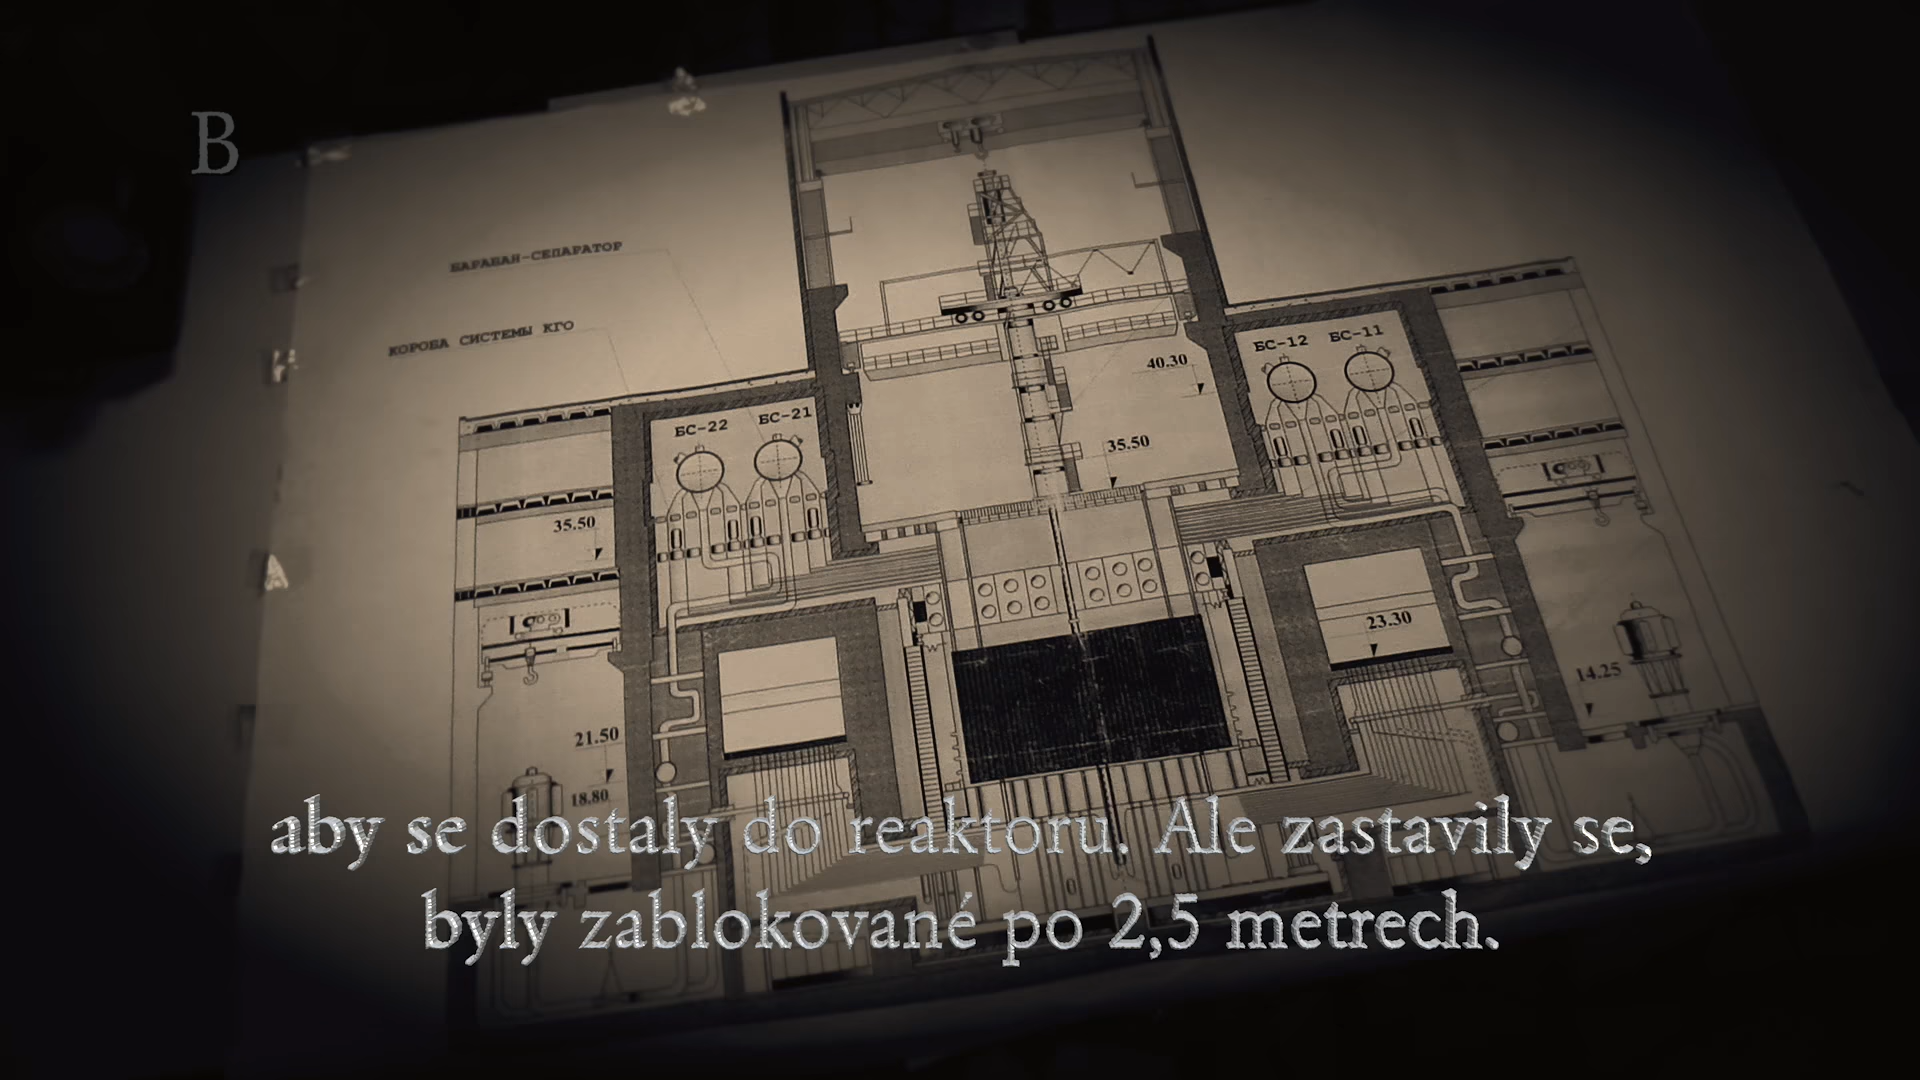 В
БАРАБАН-СЕПАРАТОР
КОРОБА СИСТЕМЫ КГО
БС-12 БС-11
40.30
БС-22 БС-21
35.50
35.50
23.30
14.25
21.50
18.80
aby se dostaly do reaktoru. Ale zastavily se,
byly zablokované po 2,5 metrech.